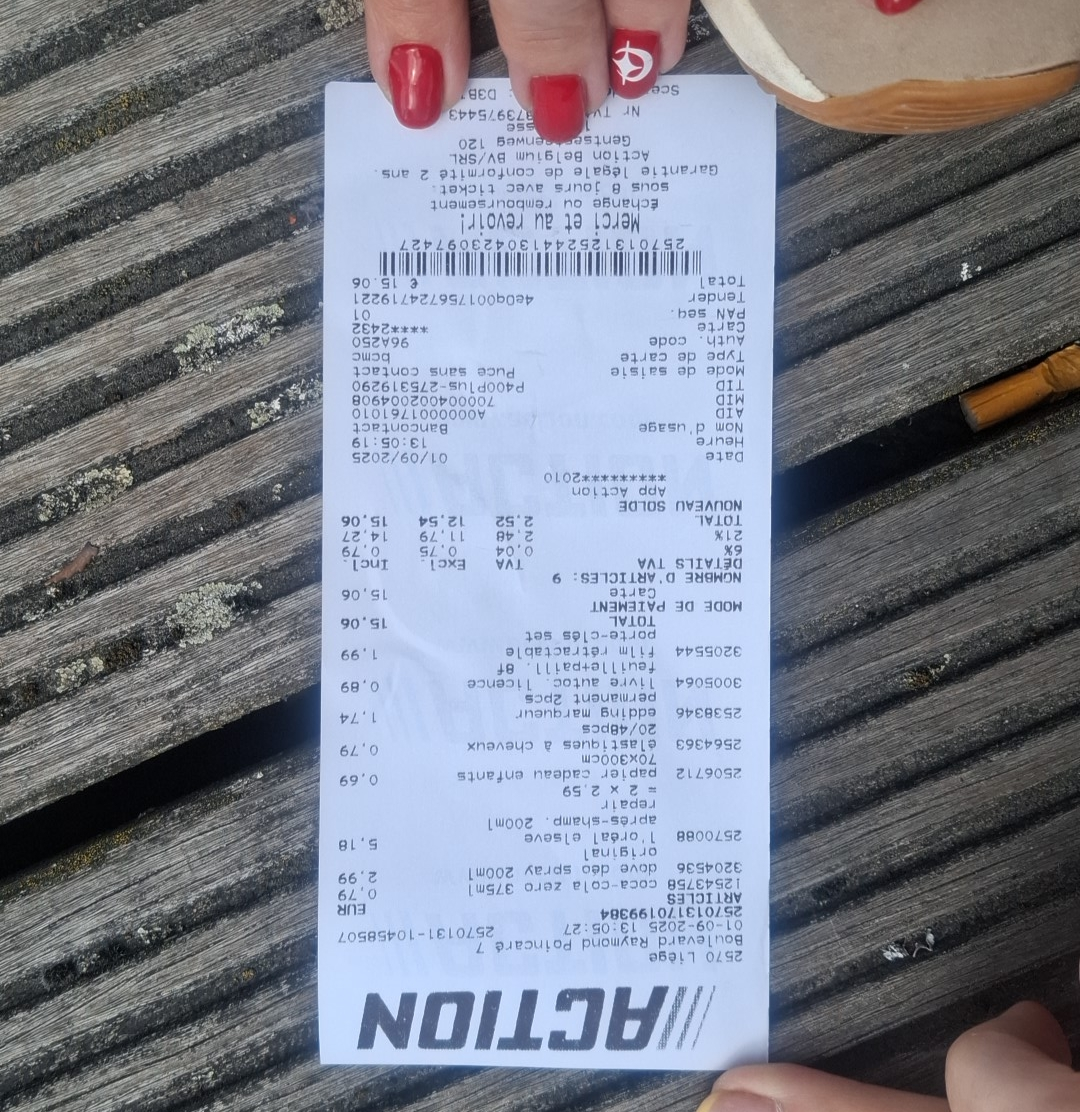 ACTION
2570 Liège
Boulevard Raymond Poincaré 7
01-09-2025 13:05:27 2570131-10458507
2570131170199384
ARTICLES EUR
12543758 coca-cola zero 375ml 0,79
3204536 dove déo spray 200ml 2,99
original
2570088 l'oréal elseve 5,18
après-shamp. 200ml
repair
= 2 x 2,59
2506712 papier cadeau enfants 0,69
70x300cm
2564363 élastiques à cheveux 0,79
20/48pcs
2538346 edding marqueur 1,74
permanent 2pcs
3005064 livre autoc. licence 0,89
feuille+paill. 8f
3205544 film rétractable 1,99
porte-clés set
TOTAL 15,06
MODE DE PAIEMENT
Carte 15,06
NOMBRE D'ARTICLES: 9
DÉTAILS TVA TVA Excl. Incl.
6% 0,04 0,75 0,79
21% 2,48 11,79 14,27
TOTAL 2,52 12,54 15,06
NOUVEAU SOLDE
App Action
**********2010
Date 01/09/2025
Heure 13:05:19
Nom d'usage Bancontact
AID A0000001761010
MID 70004002004908
TID P400Plus-275319290
Mode de saisie Puce sans contact
Type de carte bcmc
Auth. code 96A250
Carte ****2432
PAN seq. 01
Tender 4e0q001756724719221
Total € 15.06
257013125244130423097427
Merci et au revoir!
Échange ou remboursement
sous 8 jours avec ticket.
Garantie légale de conformité 2 ans.
Action Belgium BV/SRL
120
Nr